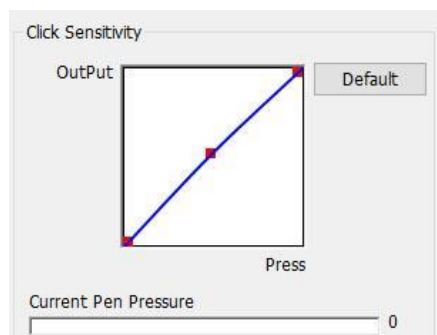 Click Sensitivity
OutPut
Default
Press
Current Pen Pressure
0